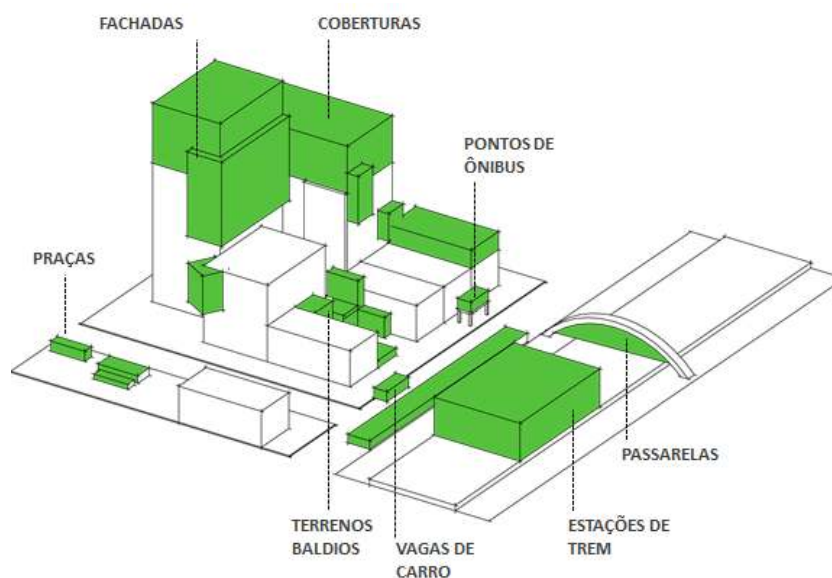 FACHADAS
COBERTURAS
PONTOS DE
ÔNIBUS
PRAÇAS
PASSARELAS
TERRENOS
BALDIOS
VAGAS DE
CARRO
ESTAÇÕES DE
TREM